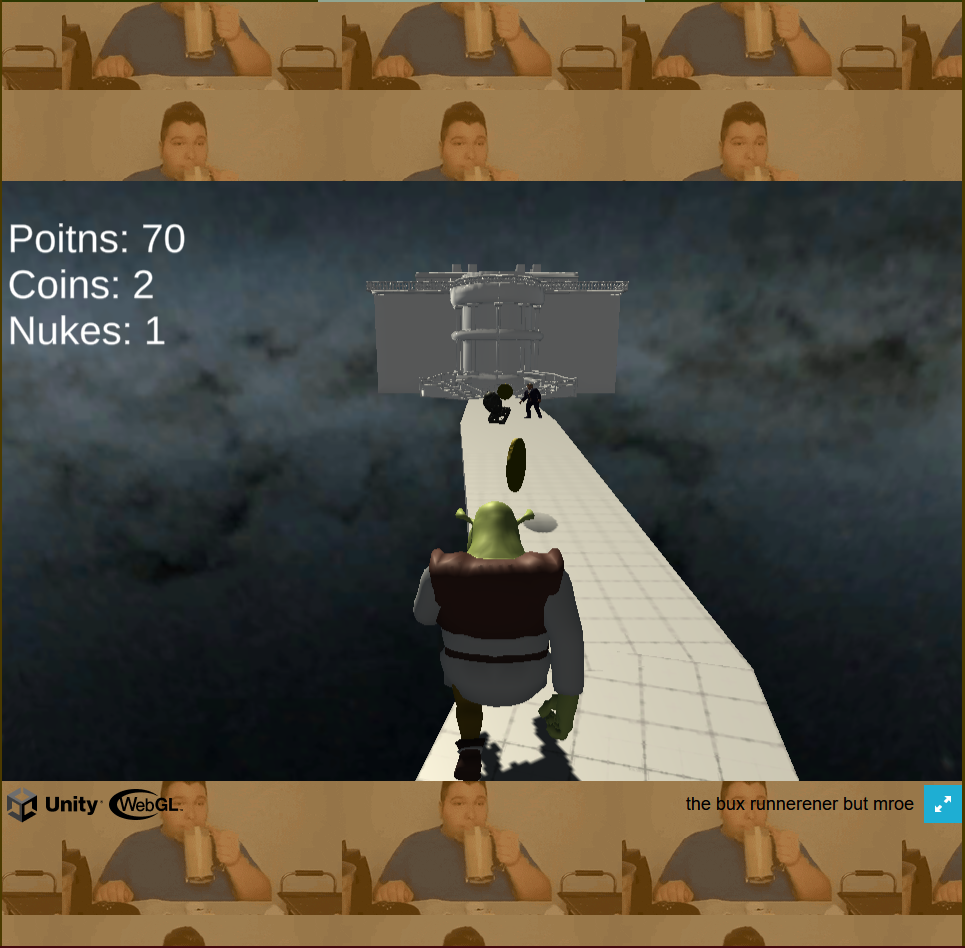 Poitns: 70
Coins: 2
Nukes: 1
Unity WebGL.
the bux runnerener but mroe